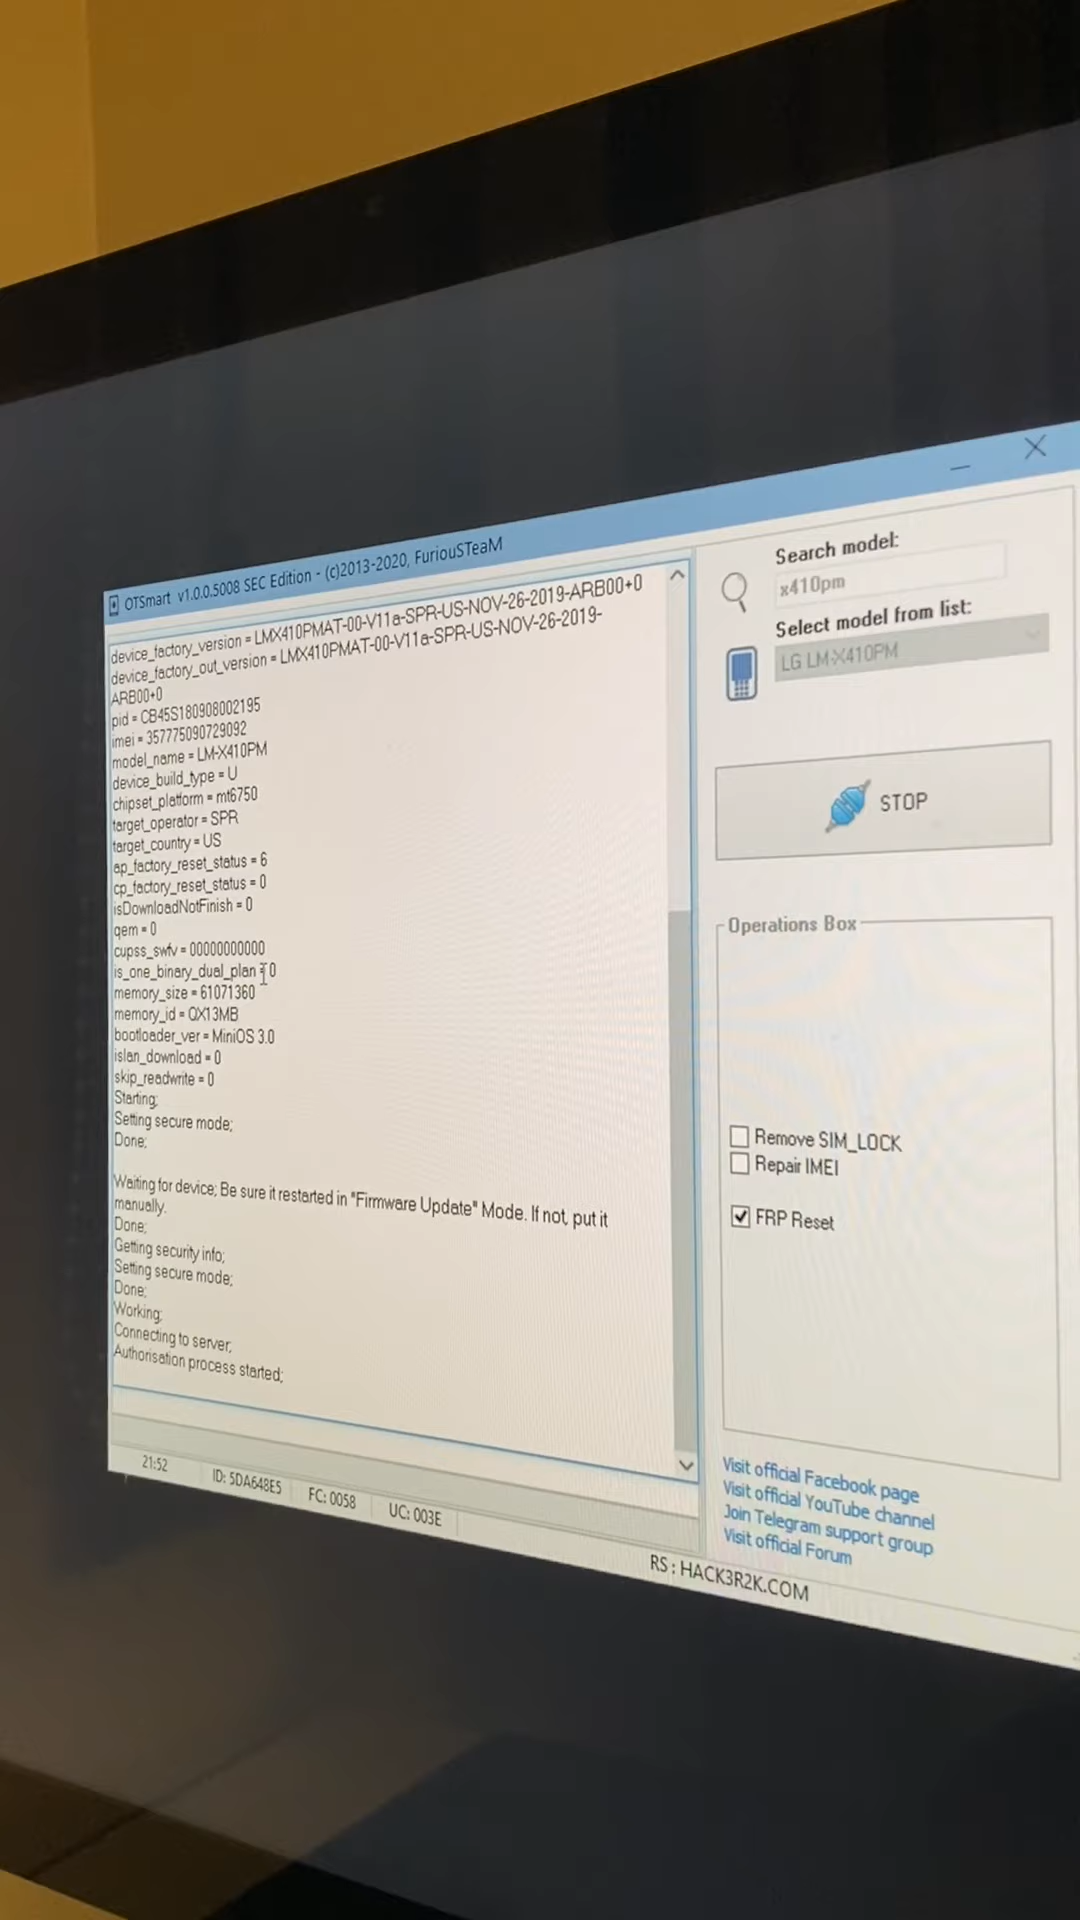 OTSmart v1.0.0.5008 SEC Edition - (c)2013-2020, FuriouSTeaM
device_factory_version = LMX410PMAT-00-V11a-SPR-US-NOV-26-2019-ARB00+0
device_factory_out_version = LMX410PMAT-00-V11a-SPR-US-NOV-26-2019-
ARB00+0
pid = CB45S180908002195
imei = 357775090729092
model_name = LM-X410PM
device_build_type = U
chipset_platform = mt6750
target_operator = SPR
target_country = US
ap_factory_reset_status = 6
cp_factory_reset_status = 0
isDownloadNotFinish = 0
qem = 0
cupss_swfv = 00000000000
is_one_binary_dual_plan = 0
memory_size = 61071360
memory_id = QX13MB
bootloader_ver = MiniOS 3.0
islan_download = 0
skip_readwrite = 0
Starting;
Setting secure mode;
Done;
Waiting for device; Be sure it restarted in "Firmware Update" Mode. If not, put it
manually.
Done;
Getting security info;
Setting secure mode;
Done;
Working;
Connecting to server;
Authorisation process started;
21:52
ID: 5DA648E5
FC: 0058
UC: 003E
Search model:
x410pm
Select model from list:
LG LM-X410PM
STOP
Operations Box
Remove SIM_LOCK
Repair IMEI
FRP Reset
Visit official Facebook page
Visit official YouTube channel
Join Telegram support group
Visit official Forum
RS : HACK3R2K.COM